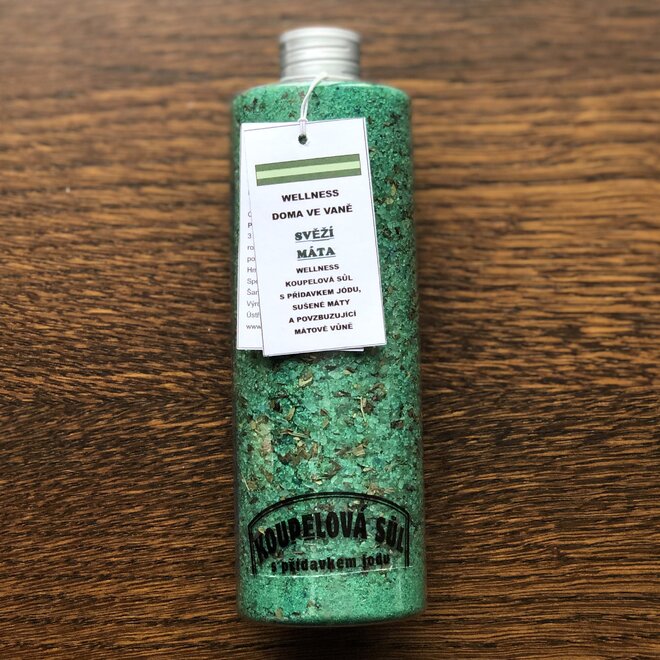 WELLNESS
DOMA VE VANĚ
SVĚŽÍ
MÁTA
WELLNESS
KOUPELOVÁ SŮL
S PŘÍDAVKEM JÓDU,
SUŠENÉ MÁTY
A POVZBUZUJÍCÍ
MÁTOVÉ VŮNĚ
KOUPELOVÁ SŮL
s přídavkem jodu